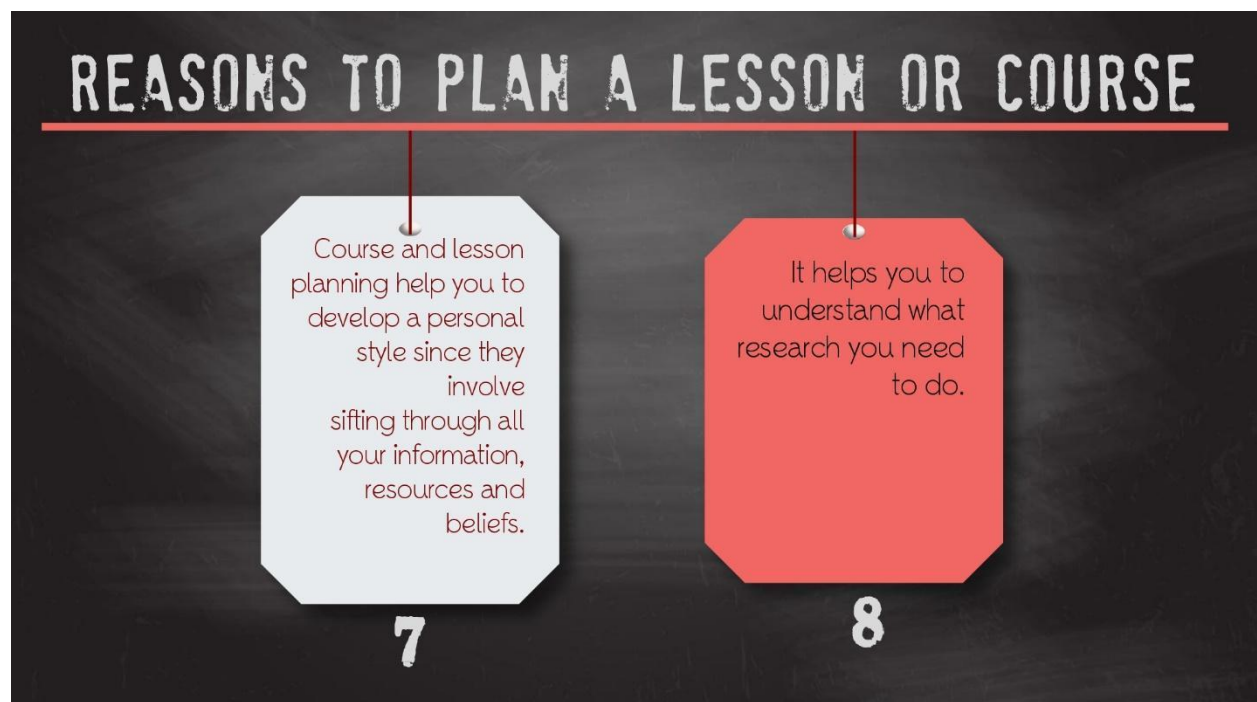 REASONS TO PLAN A LESSON OR COURSE
Course and lesson
planning help you to
develop a personal
style since they
involve
sifting through all
your information,
resources and
beliefs.
7
It helps you to
understand what
research you need
to do.
8